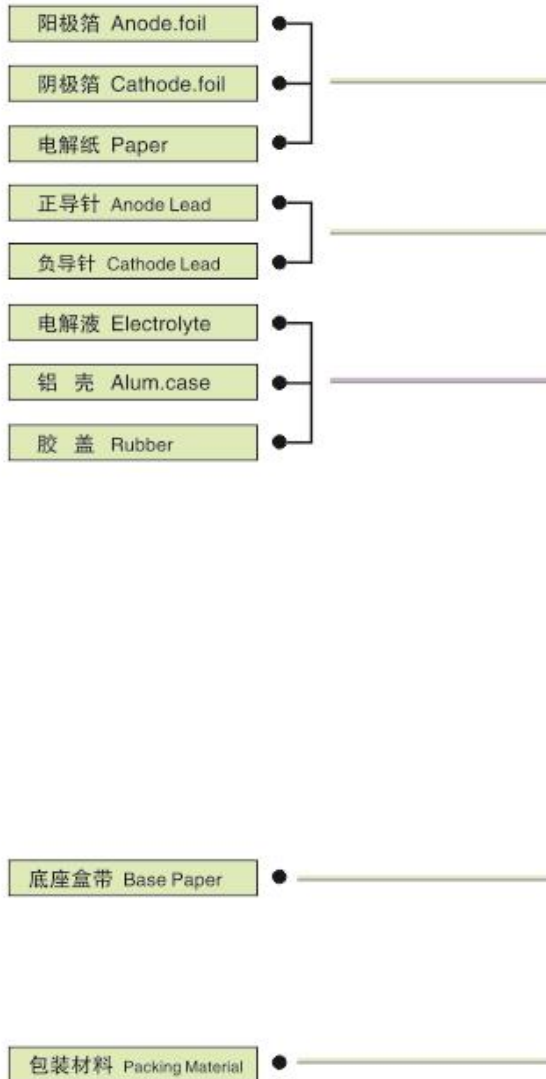 阳极箔 Anode.foil
阴极箔 Cathode.foil
电解纸 Paper
正导针 Anode Lead
负导针 Cathode Lead
电解液 Electrolyte
铝 壳 Alum.case
胶 盖 Rubber
底座盒带 Base Paper
包装材料 Packing Material